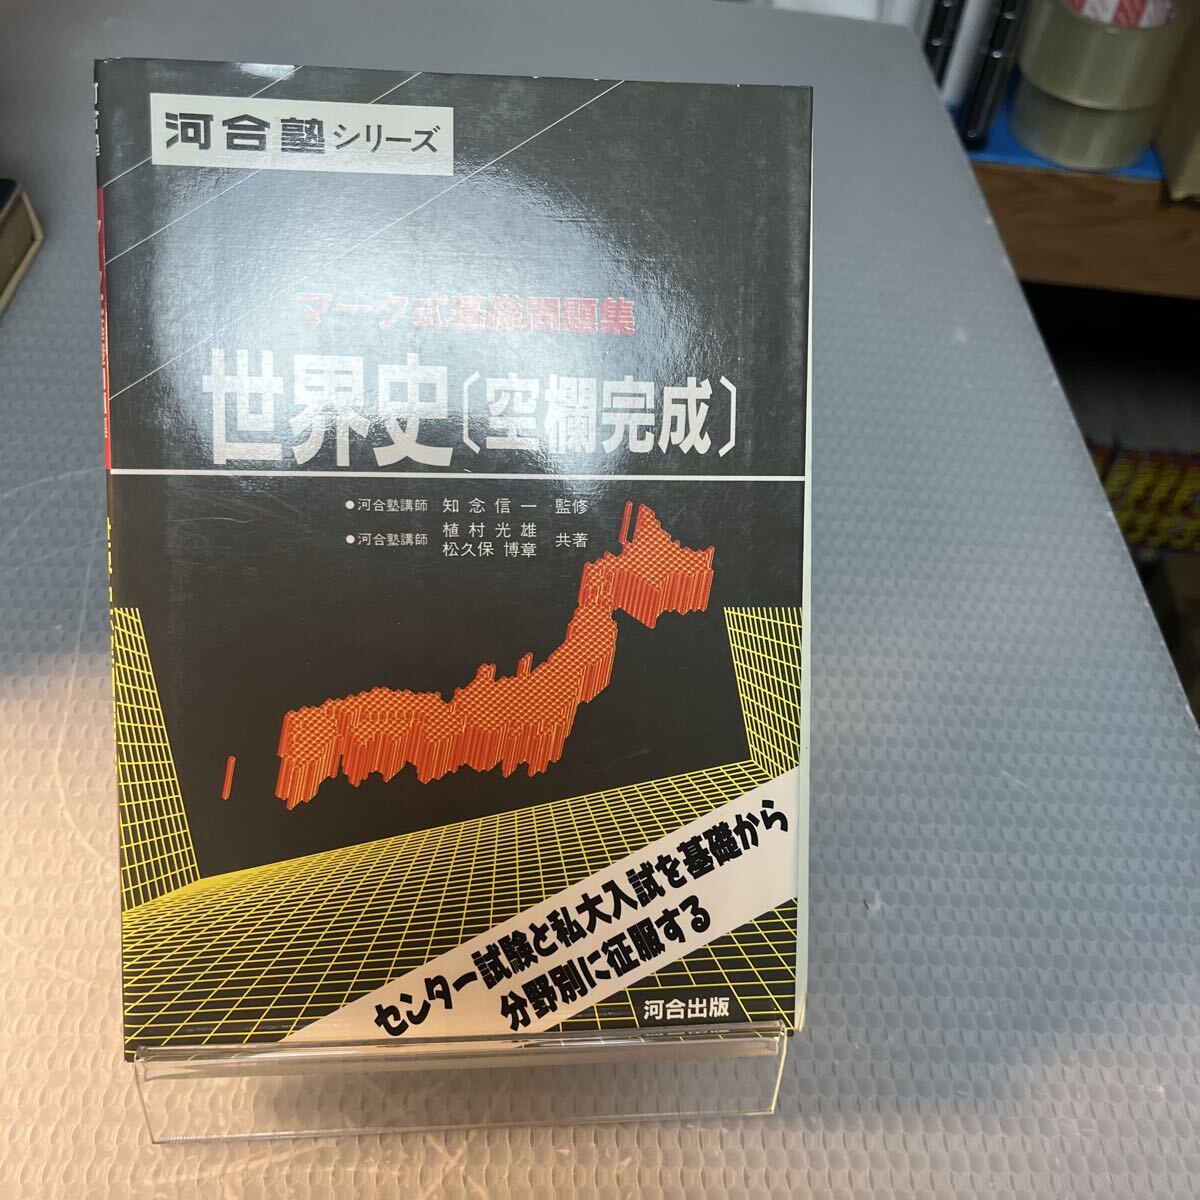 河合塾シリーズ
マーク式基礎問題集
世界史〔空欄完成〕
●河合塾講師 知念信一 監修
●河合塾講師 植村光雄
松久保 博章 共著
センター試験と私大入試を基礎から
分野別に征服する
河合出版